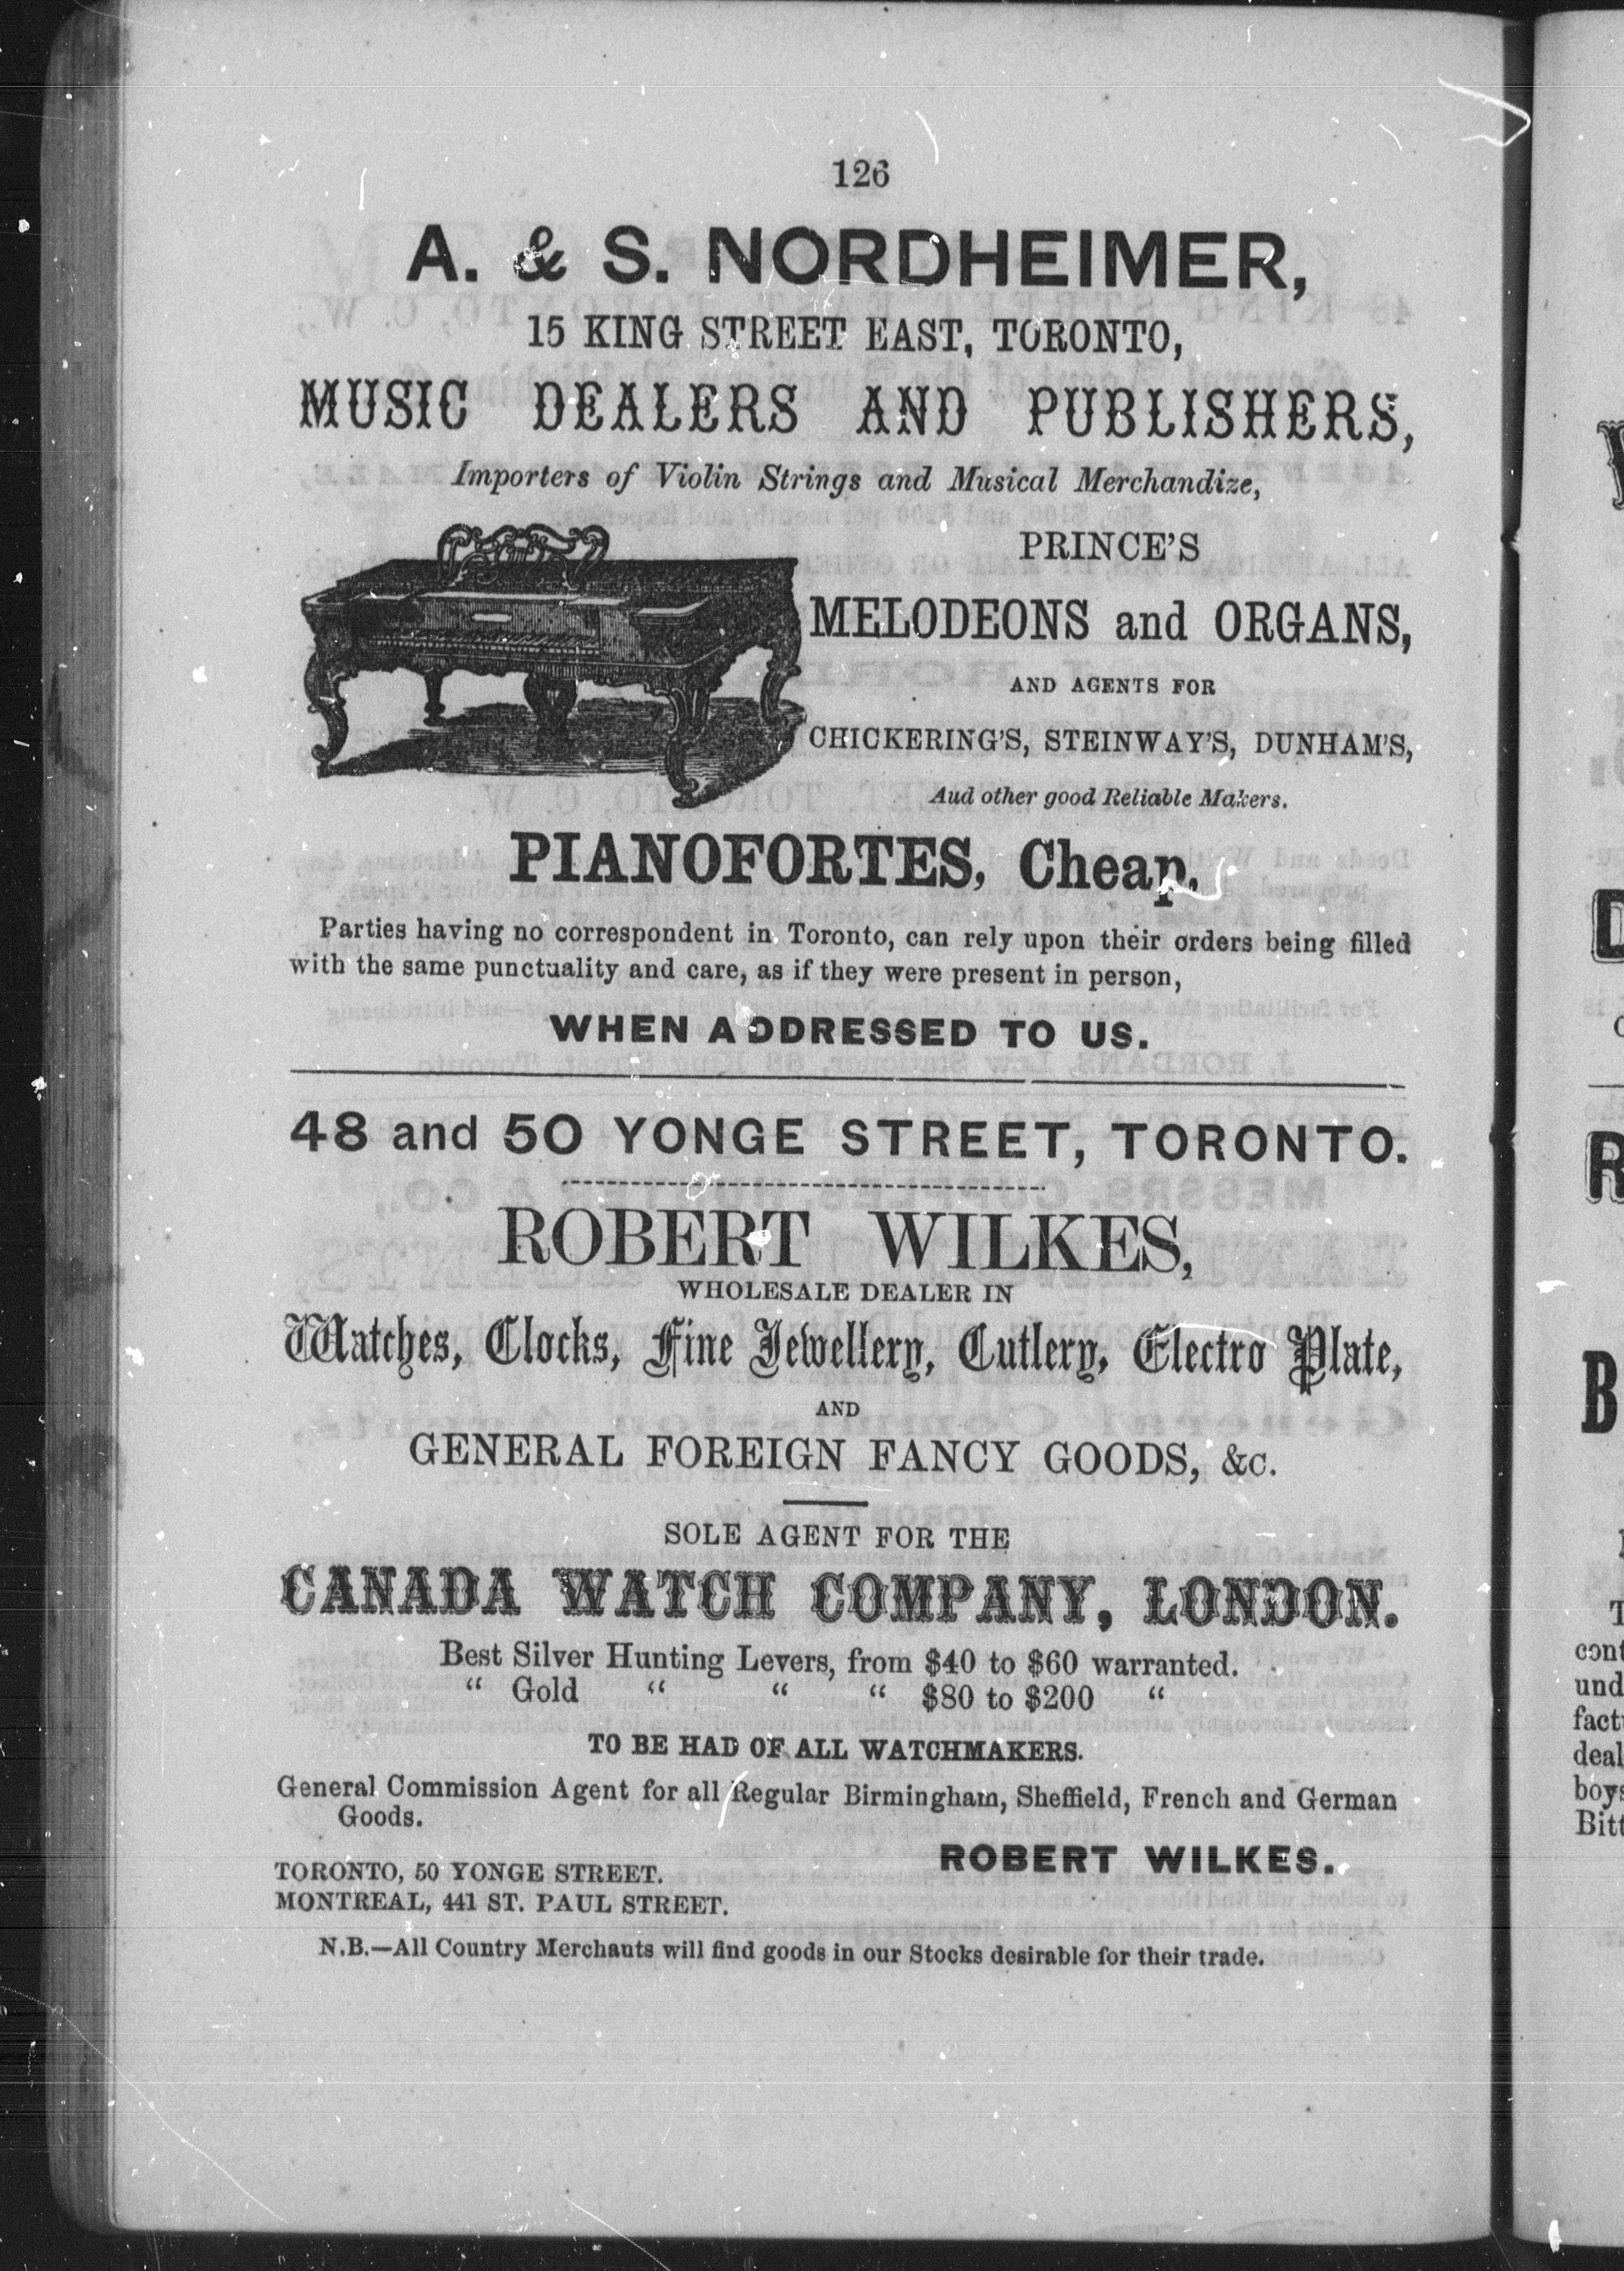 126
A. & S. NORDHEIMER,
15 KING STREET EAST, TORONTO,
MUSIC DEALERS AND PUBLISHERS,
Importers of Violin Strings and Musical Merchandize,
PRINCE'S
MELODEONS and ORGANS,
AND AGENTS FOR
CHICKERING'S, STEINWAY'S, DUNHAM'S,
Aud other good Reliable Makers.
PIANOFORTES, Cheap.
Parties having no correspondent in Toronto, can rely upon their orders being filled
with the same punctuality and care, as if they were present in person,
WHEN ADDRESSED TO US.
48 and 50 YONGE STREET, TORONTO.
ROBERT WILKES,
WHOLESALE DEALER IN
Watches, Clocks, Fine Jewellery, Cutlery, Electro Plate,
AND
GENERAL FOREIGN FANCY GOODS, &c.
SOLE AGENT FOR THE
CANADA WATCH COMPANY, LONDON.
Best Silver Hunting Levers, from $40 to $60 warranted.
“ Gold “ “ “ $80 to $200 “
TO BE HAD OF ALL WATCHMAKERS.
General Commission Agent for all Regular Birmingham, Sheffield, French and German
Goods.
ROBERT WILKES.
TORONTO, 50 YONGE STREET.
MONTREAL, 441 ST. PAUL STREET.
N.B.—All Country Merchants will find goods in our Stocks desirable for their trade.